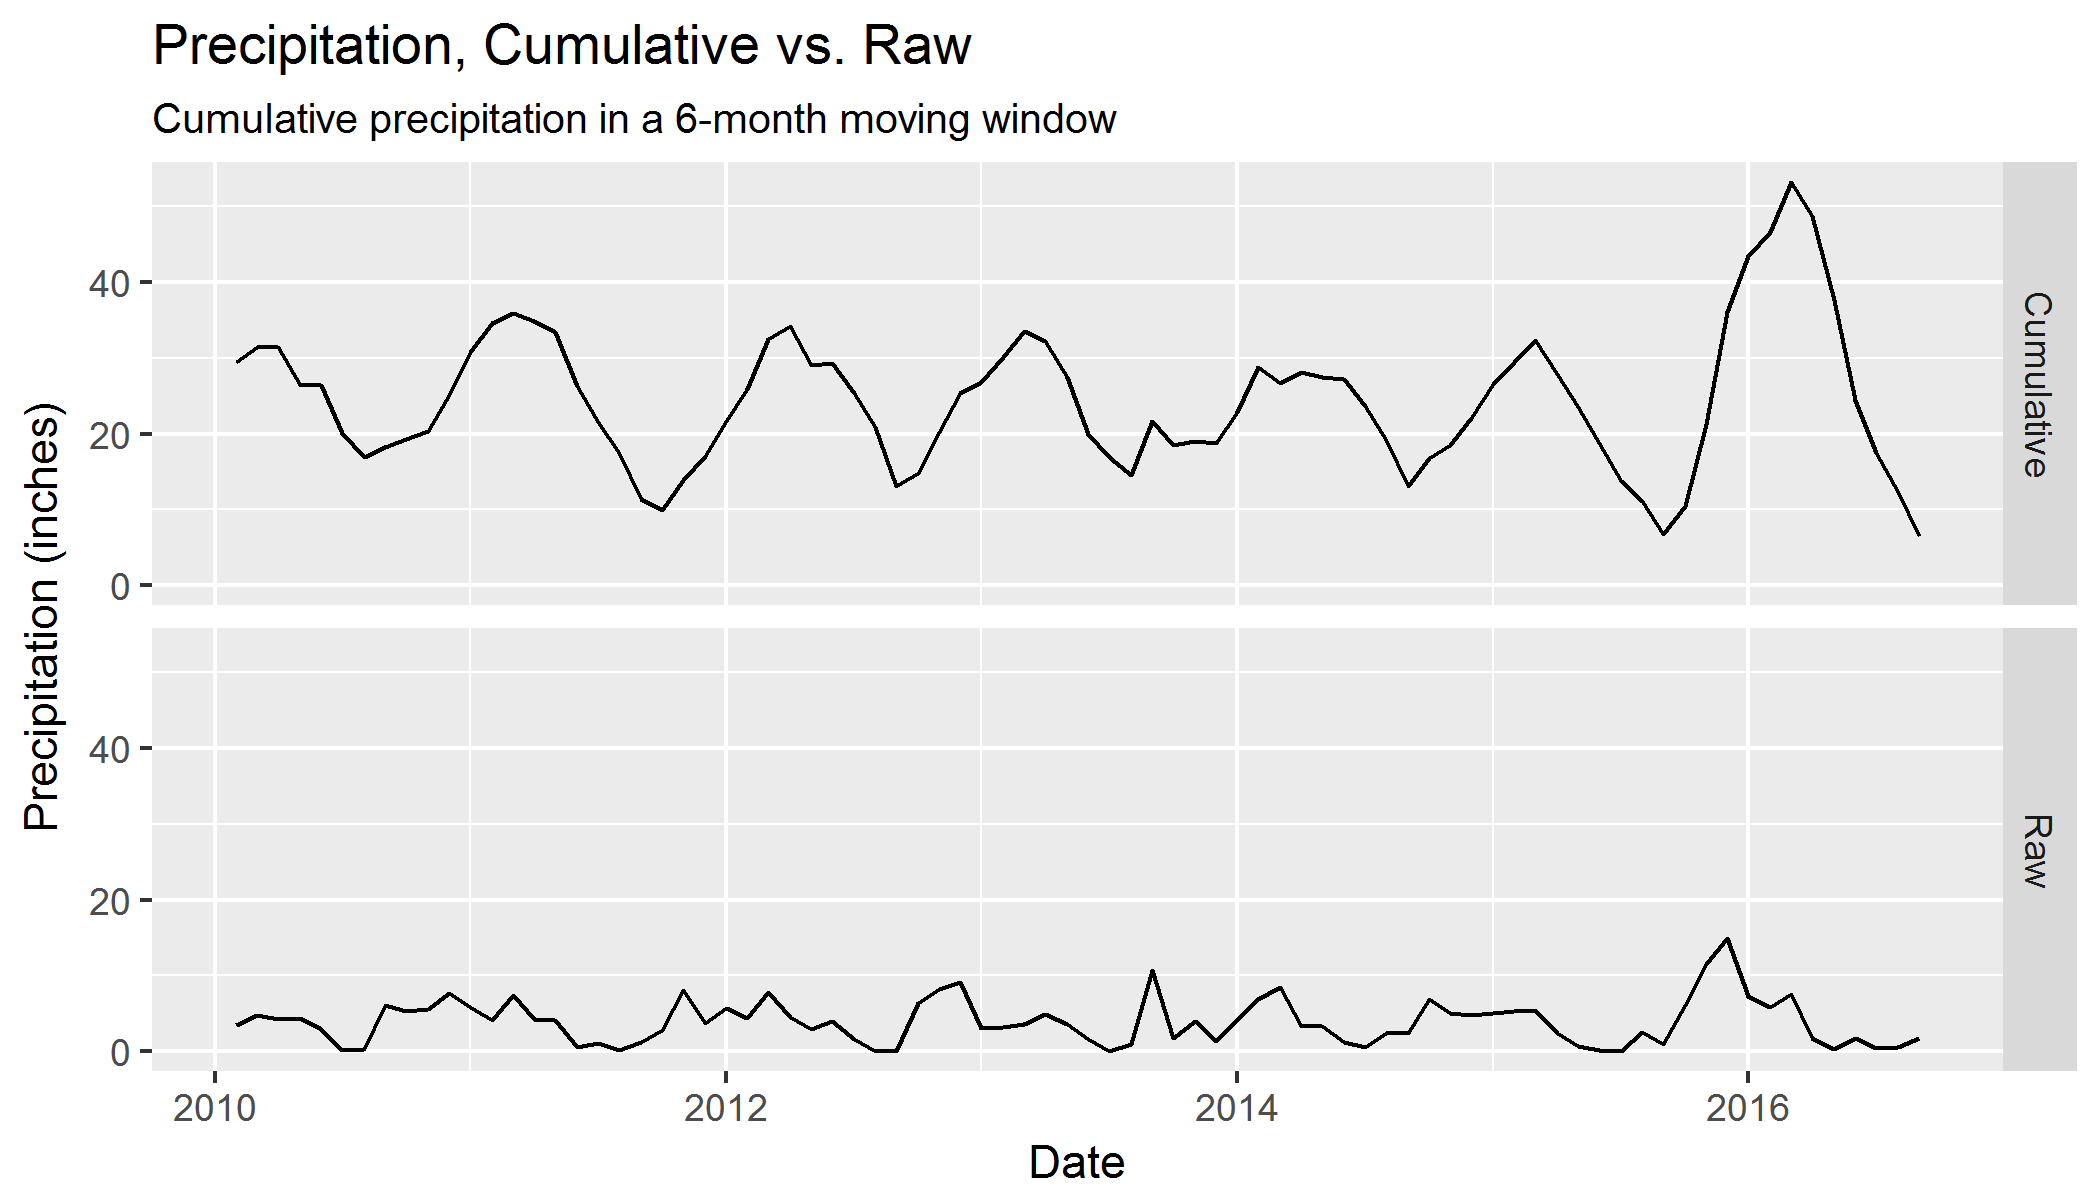 Precipitation, Cumulative vs. Raw
Cumulative precipitation in a 6-month moving window
Precipitation (inches)
40
20
0
Cumulative
40
20
0
Raw
2010 2012 2014 2016
Date